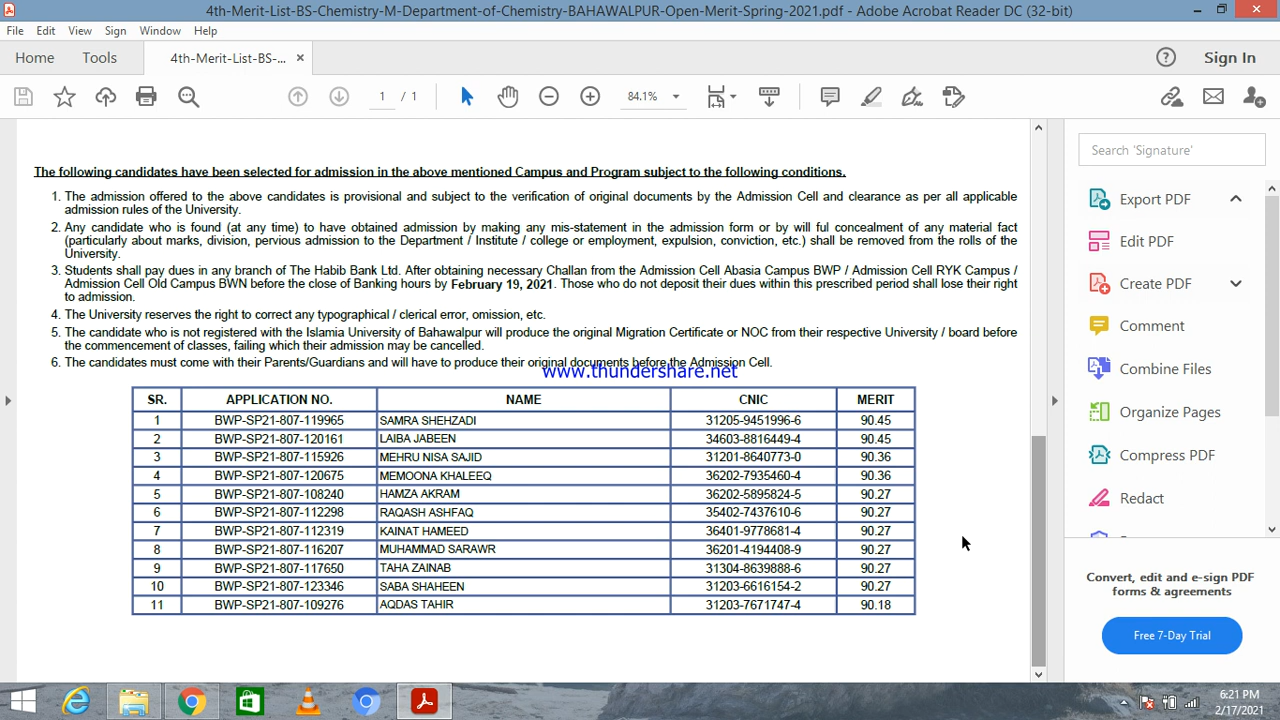 4th-Merit-List-BS-Chemistry-M-Department-of-Chemistry-BAHAWALPUR-Open-Merit-Spring-2021.pdf - Adobe Acrobat Reader DC (32-bit)
File Edit View Sign Window Help
Home Tools 4th-Merit-List-BS-... × Sign In
1 / 1 84.1%
The following candidates have been selected for admission in the above mentioned Campus and Program subject to the following conditions.
1. The admission offered to the above candidates is provisional and subject to the verification of original documents by the Admission Cell and clearance as per all applicable
admission rules of the University.
2. Any candidate who is found (at any time) to have obtained admission by making any mis-statement in the admission form or by will ful concealment of any material fact
(particularly about marks, division, pervious admission to the Department / Institute / college or employment, expulsion, conviction, etc.) shall be removed from the rolls of the
University.
3. Students shall pay dues in any branch of The Habib Bank Ltd. After obtaining necessary Challan from the Admission Cell Abasia Campus BWP / Admission Cell RYK Campus /
Admission Cell Old Campus BWN before the close of Banking hours by February 19, 2021. Those who do not deposit their dues within this prescribed period shall lose their right
to admission.
4. The University reserves the right to correct any typographical / clerical error, omission, etc.
5. The candidate who is not registered with the Islamia University of Bahawalpur will produce the original Migration Certificate or NOC from their respective University / board before
the commencement of classes, failing which their admission may be cancelled.
6. The candidates must come with their Parents/Guardians and will have to produce their original documents before the Admission Cell.
www.thundershare.net
SR. APPLICATION NO. NAME CNIC MERIT
1 BWP-SP21-807-119965 SAMRA SHEHZADI 31205-9451996-6 90.45
2 BWP-SP21-807-120161 LAIBA JABEEN 34603-8816449-4 90.45
3 BWP-SP21-807-115926 MEHRU NISA SAJID 31201-8640773-0 90.36
4 BWP-SP21-807-120675 MEMOONA KHALEEQ 36202-7935460-4 90.36
5 BWP-SP21-807-108240 HAMZA AKRAM 36202-5895824-5 90.27
6 BWP-SP21-807-112298 RAQASH ASHFAQ 35402-7437610-6 90.27
7 BWP-SP21-807-112319 KAINAT HAMEED 36401-9778681-4 90.27
8 BWP-SP21-807-116207 MUHAMMAD SARAWR 36201-4194408-9 90.27
9 BWP-SP21-807-117650 TAHA ZAINAB 31304-8639888-6 90.27
10 BWP-SP21-807-123346 SABA SHAHEEN 31203-6616154-2 90.27
11 BWP-SP21-807-109276 AQDAS TAHIR 31203-7671747-4 90.18
Search 'Signature'
Export PDF
Edit PDF
Create PDF
Comment
Combine Files
Organize Pages
Compress PDF
Redact
Convert, edit and e-sign PDF
forms & agreements
Free 7-Day Trial
6:21 PM
2/17/2021